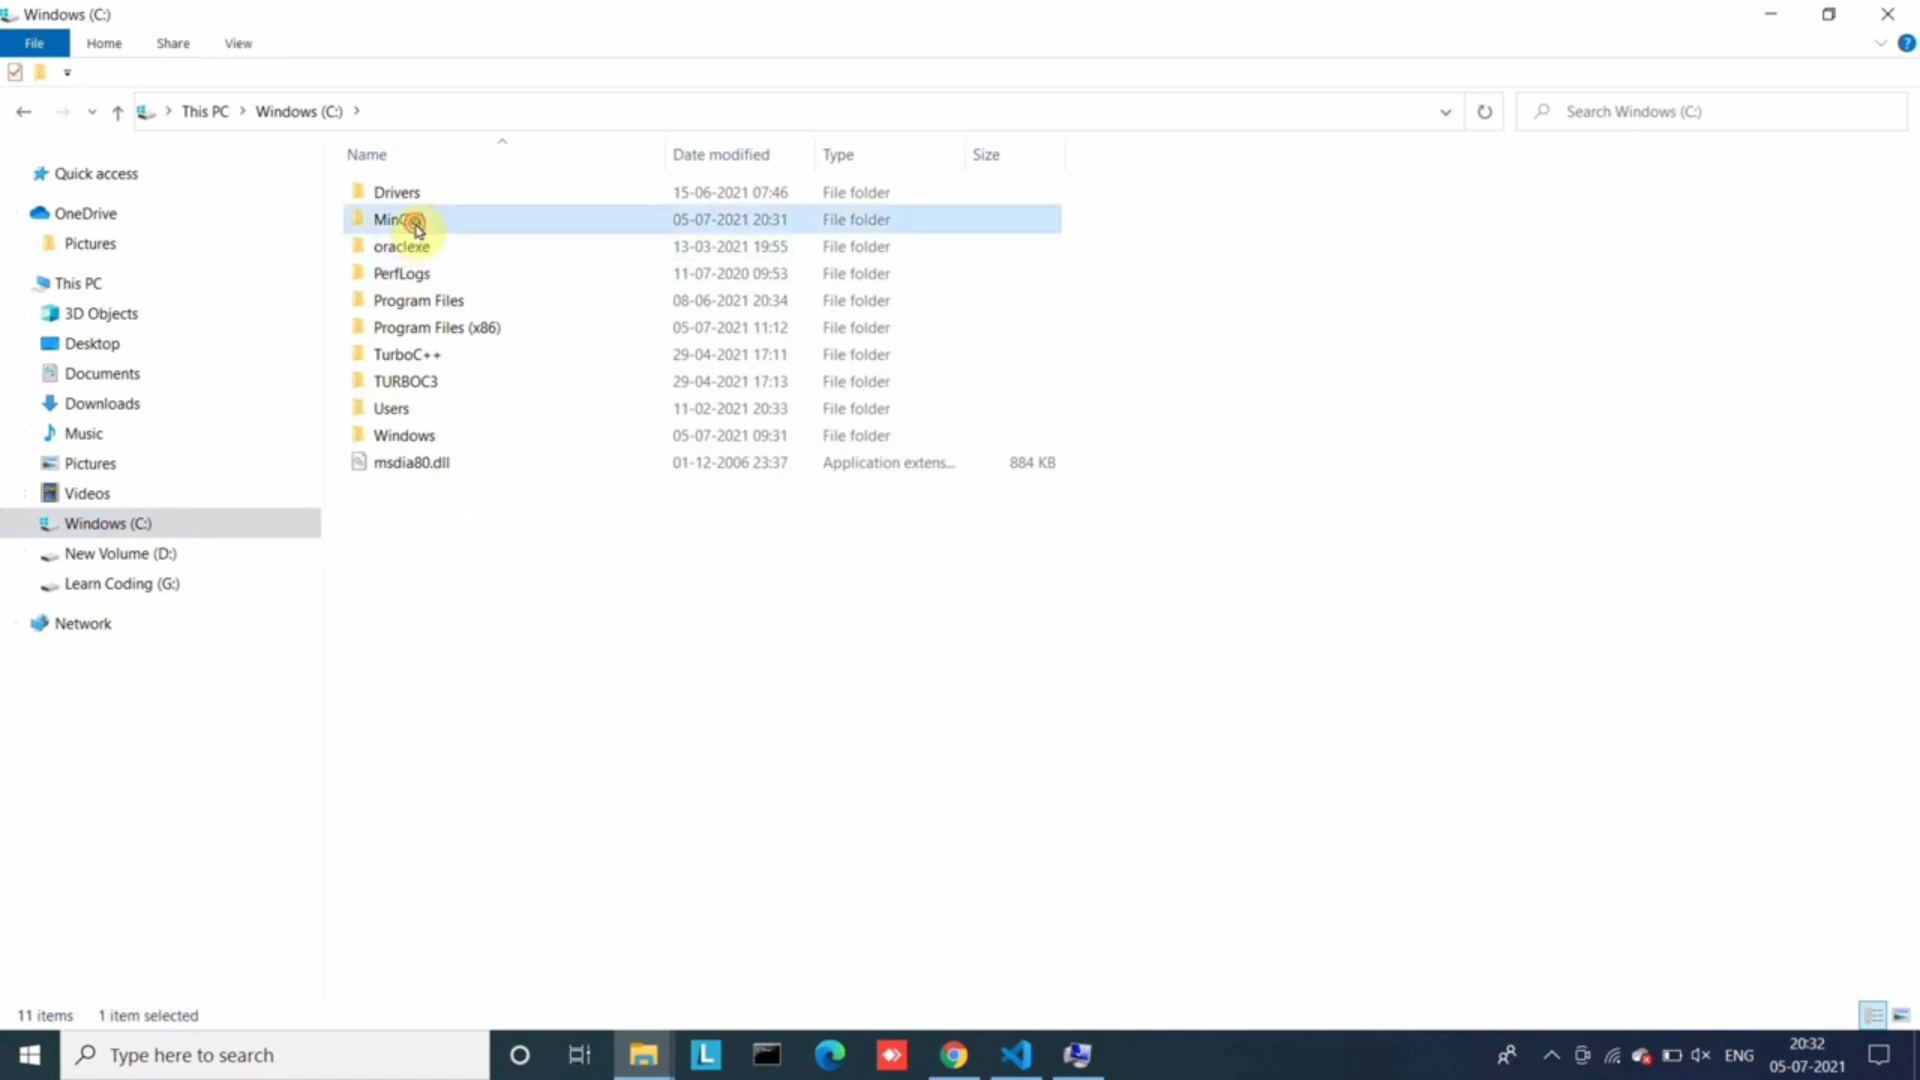 Windows (C:)
File Home Share View
This PC Windows (C:)
Search Windows (C:)
Name Date modified Type Size
Quick access
OneDrive
Pictures
This PC
3D Objects
Desktop
Documents
Downloads
Music
Pictures
Videos
Windows (C:)
New Volume (D:)
Learn Coding (G:)
Network
Drivers 15-06-2021 07:46 File folder
05-07-2021 20:31 File folder
oraclexe 13-03-2021 19:55 File folder
PerfLogs 11-07-2020 09:53 File folder
Program Files 08-06-2021 20:34 File folder
Program Files (x86) 05-07-2021 11:12 File folder
TurboC++ 29-04-2021 17:11 File folder
TURBOC3 29-04-2021 17:13 File folder
Users 11-02-2021 20:33 File folder
Windows 05-07-2021 09:31 File folder
msdia80.dll 01-12-2006 23:37 Application extens... 884 KB
11 items 1 item selected
Type here to search
ENG
20:32
05-07-2021